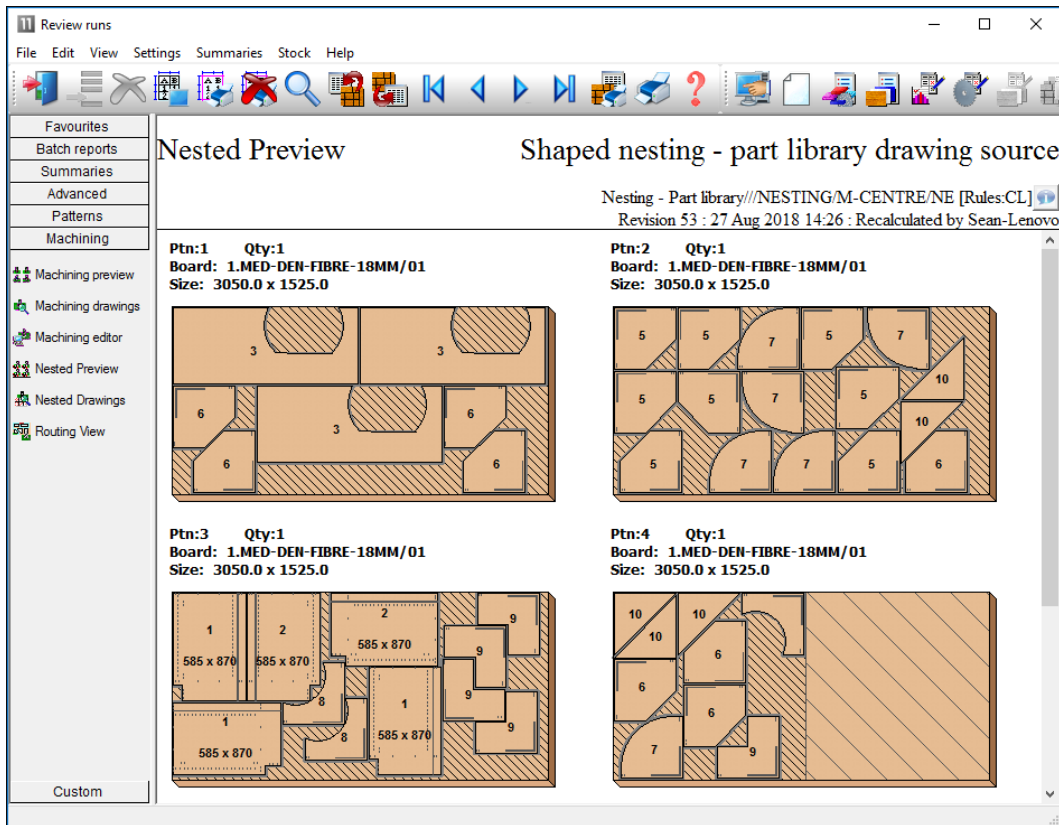 11 Review runs
File Edit View Settings Summaries Stock Help
Favourites
Batch reports
Summaries
Advanced
Patterns
Machining
Machining preview
Machining drawings
Machining editor
Nested Preview
Nested Drawings
Routing View
Custom
Nested Preview Shaped nesting - part library drawing source
Nesting - Part library///NESTING/M-CENTRE/NE [Rules:CL]
Revision 53 : 27 Aug 2018 14:26 : Recalculated by Sean-Lenovo
Ptn:1 Qty:1
Board: 1.MED-DEN-FIBRE-18MM/01
Size: 3050.0 x 1525.0
3 3
6 3 6
6 6
Ptn:2 Qty:1
Board: 1.MED-DEN-FIBRE-18MM/01
Size: 3050.0 x 1525.0
5 5 7 5 7
10
5 5 7 5
10
5 7 7 5 6
Ptn:3 Qty:1
Board: 1.MED-DEN-FIBRE-18MM/01
Size: 3050.0 x 1525.0
1 2 2 9
585 x 870 585 x 870 585 x 870
9
8 1 9
1 8 9
585 x 870 585 x 870
Ptn:4 Qty:1
Board: 1.MED-DEN-FIBRE-18MM/01
Size: 3050.0 x 1525.0
10 10
10
6
6
6
7 9